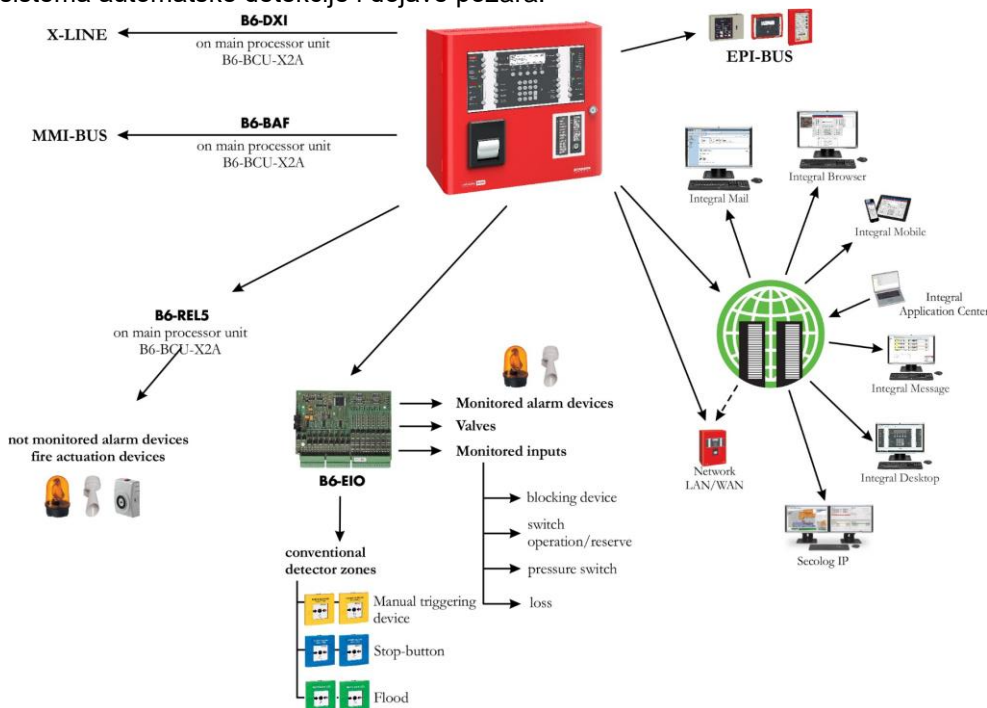 sistema automatske detekcije i dojave požara.
B6-DXI
X-LINE
on main processor unit
B6-BCU-X2A
EPI-BUS
B6-BAF
MMI-BUS
on main processor unit
B6-BCU-X2A
Integral Mail
Integral Browser
Integral Mobile
Integral
Application Center
Integral Message
Integral Desktop
Secolog IP
Network
LAN/WAN
B6-REL5
on main processor unit
B6-BCU-X2A
not monitored alarm devices
fire actuation devices
B6-EIO
Monitored alarm devices
Valves
Monitored inputs
blocking device
switch
operation/reserve
pressure switch
loss
conventional
detector zones
Manual triggering
device
Stop-button
Flood